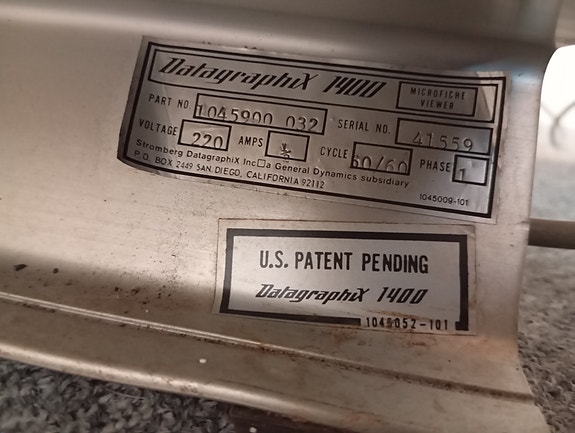 DatagraphiX 1400 MICROFICHE VIEWER
PART NO. 1045900 032 SERIAL NO. 41559
VOLTAGE 220 AMPS CYCLE 50/60 PHASE 1
Stromberg DatagraphiX Inc□a General Dynamics subsidiary
P.O. BOX 2449 SAN DIEGO, CALIFORNIA 92112
1045009-101
U.S. PATENT PENDING
DatagraphiX 1400
1045052-101